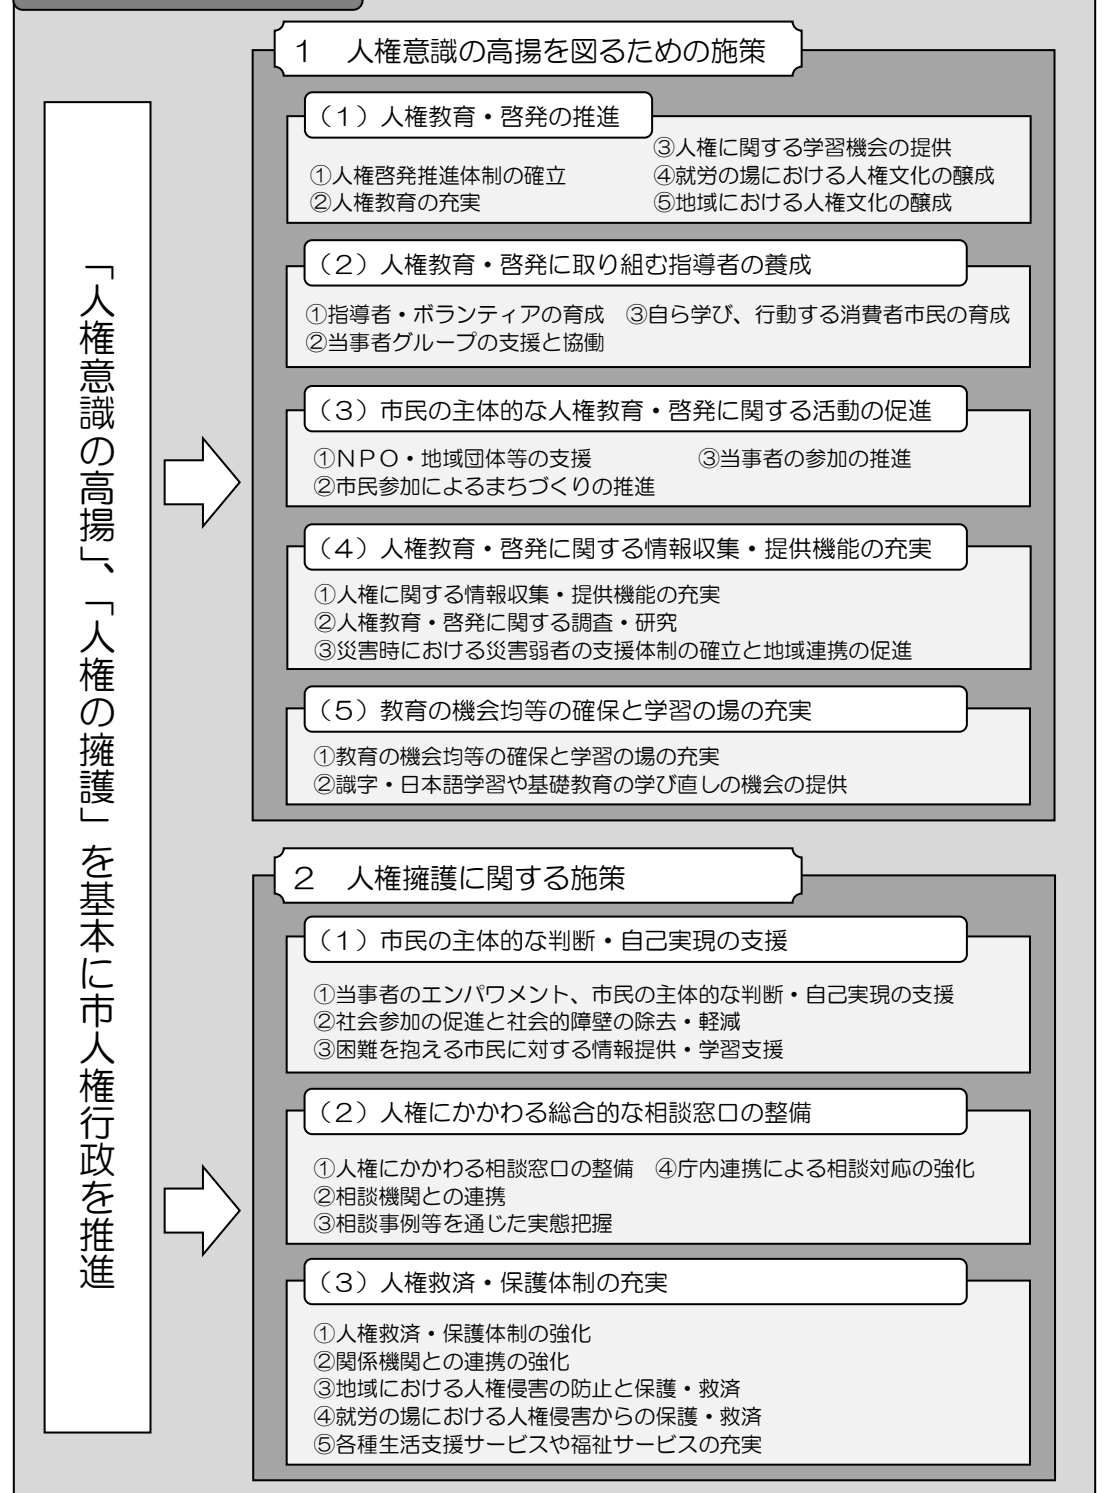 「人権意識の高揚」、「人権の擁護」を基本に市人権行政を推進
1　人権意識の高揚を図るための施策
（1）人権教育・啓発の推進
①人権啓発推進体制の確立
②人権教育の充実
③人権に関する学習機会の提供
④就労の場における人権文化の醸成
⑤地域における人権文化の醸成
（2）人権教育・啓発に取り組む指導者の養成
①指導者・ボランティアの育成　③自ら学び、行動する消費者市民の育成
②当事者グループの支援と協働
（3）市民の主体的な人権教育・啓発に関する活動の促進
①ＮＰＯ・地域団体等の支援　③当事者の参加の推進
②市民参加によるまちづくりの推進
（4）人権教育・啓発に関する情報収集・提供機能の充実
①人権に関する情報収集・提供機能の充実
②人権教育・啓発に関する調査・研究
③災害時における災害弱者の支援体制の確立と地域連携の促進
（5）教育の機会均等の確保と学習の場の充実
①教育の機会均等の確保と学習の場の充実
②識字・日本語学習や基礎教育の学び直しの機会の提供
2　人権擁護に関する施策
（1）市民の主体的な判断・自己実現の支援
①当事者のエンパワメント、市民の主体的な判断・自己実現の支援
②社会参加の促進と社会的障壁の除去・軽減
③困難を抱える市民に対する情報提供・学習支援
（2）人権にかかわる総合的な相談窓口の整備
①人権にかかわる相談窓口の整備　④庁内連携による相談対応の強化
②相談機関との連携
③相談事例等を通じた実態把握
（3）人権救済・保護体制の充実
①人権救済・保護体制の強化
②関係機関との連携の強化
③地域における人権侵害の防止と保護・救済
④就労の場における人権侵害からの保護・救済
⑤各種生活支援サービスや福祉サービスの充実